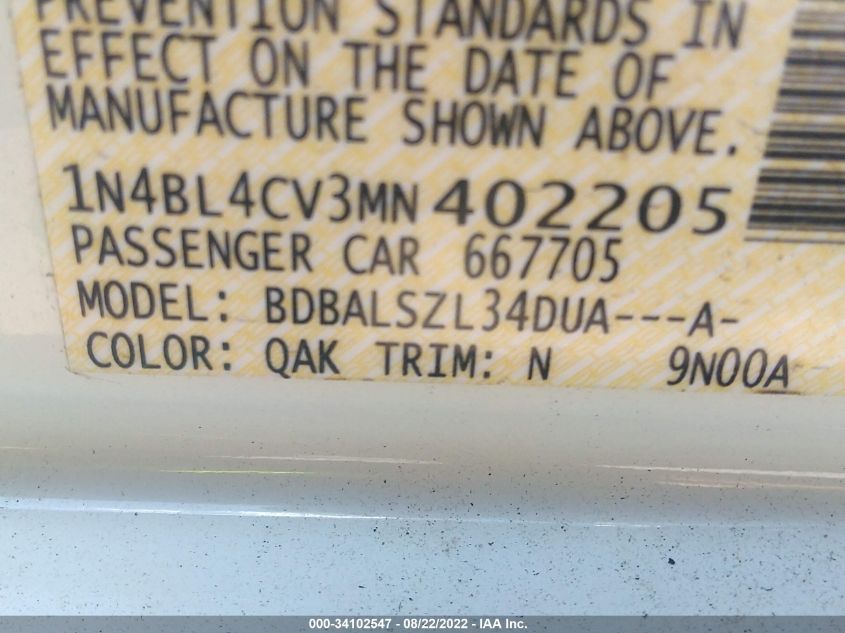 PREVENTION STANDARDS IN
EFFECT ON THE DATE OF
MANUFACTURE SHOWN ABOVE.
1N4BL4CV3MN402205
PASSENGER CAR 667705
MODEL: BDBALSZL34DUA---A-
COLOR: QAK TRIM: N 9N00A
000-34102547 - 08/22/2022 - IAA Inc.